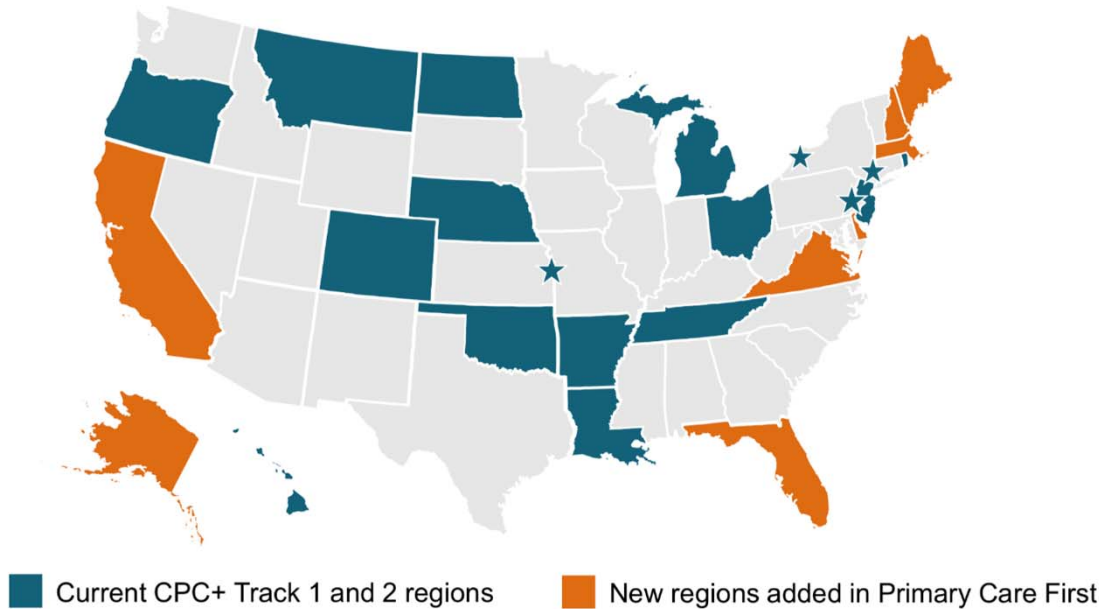 Current CPC+ Track 1 and 2 regions
New regions added in Primary Care First